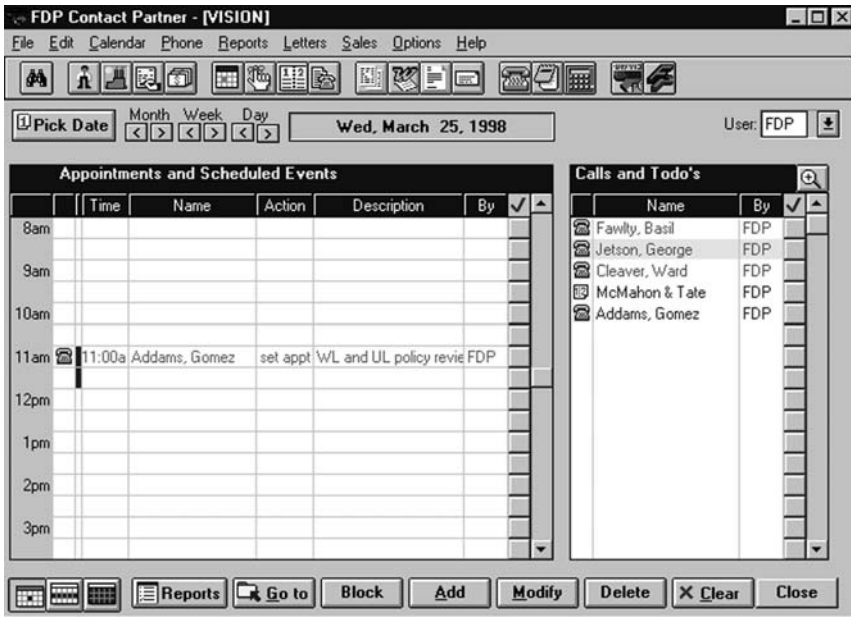 FDP Contact Partner - [VISION]
File Edit Calendar Phone Reports Letters Sales Options Help
Pick Date Month Week Day Wed, March 25, 1998 User: FDP
Appointments and Scheduled Events
Time Name Action Description By
8am
9am
10am
11am 11:00a Addams, Gomez set appt WL and UL policy revie FDP
12pm
1pm
2pm
3pm
Calls and Todo's
Name By
Fawlty, Basil FDP
Jetson, George FDP
Cleaver, Ward FDP
McMahon & Tate FDP
Addams, Gomez FDP
Reports Go to Block Add Modify Delete Clear Close